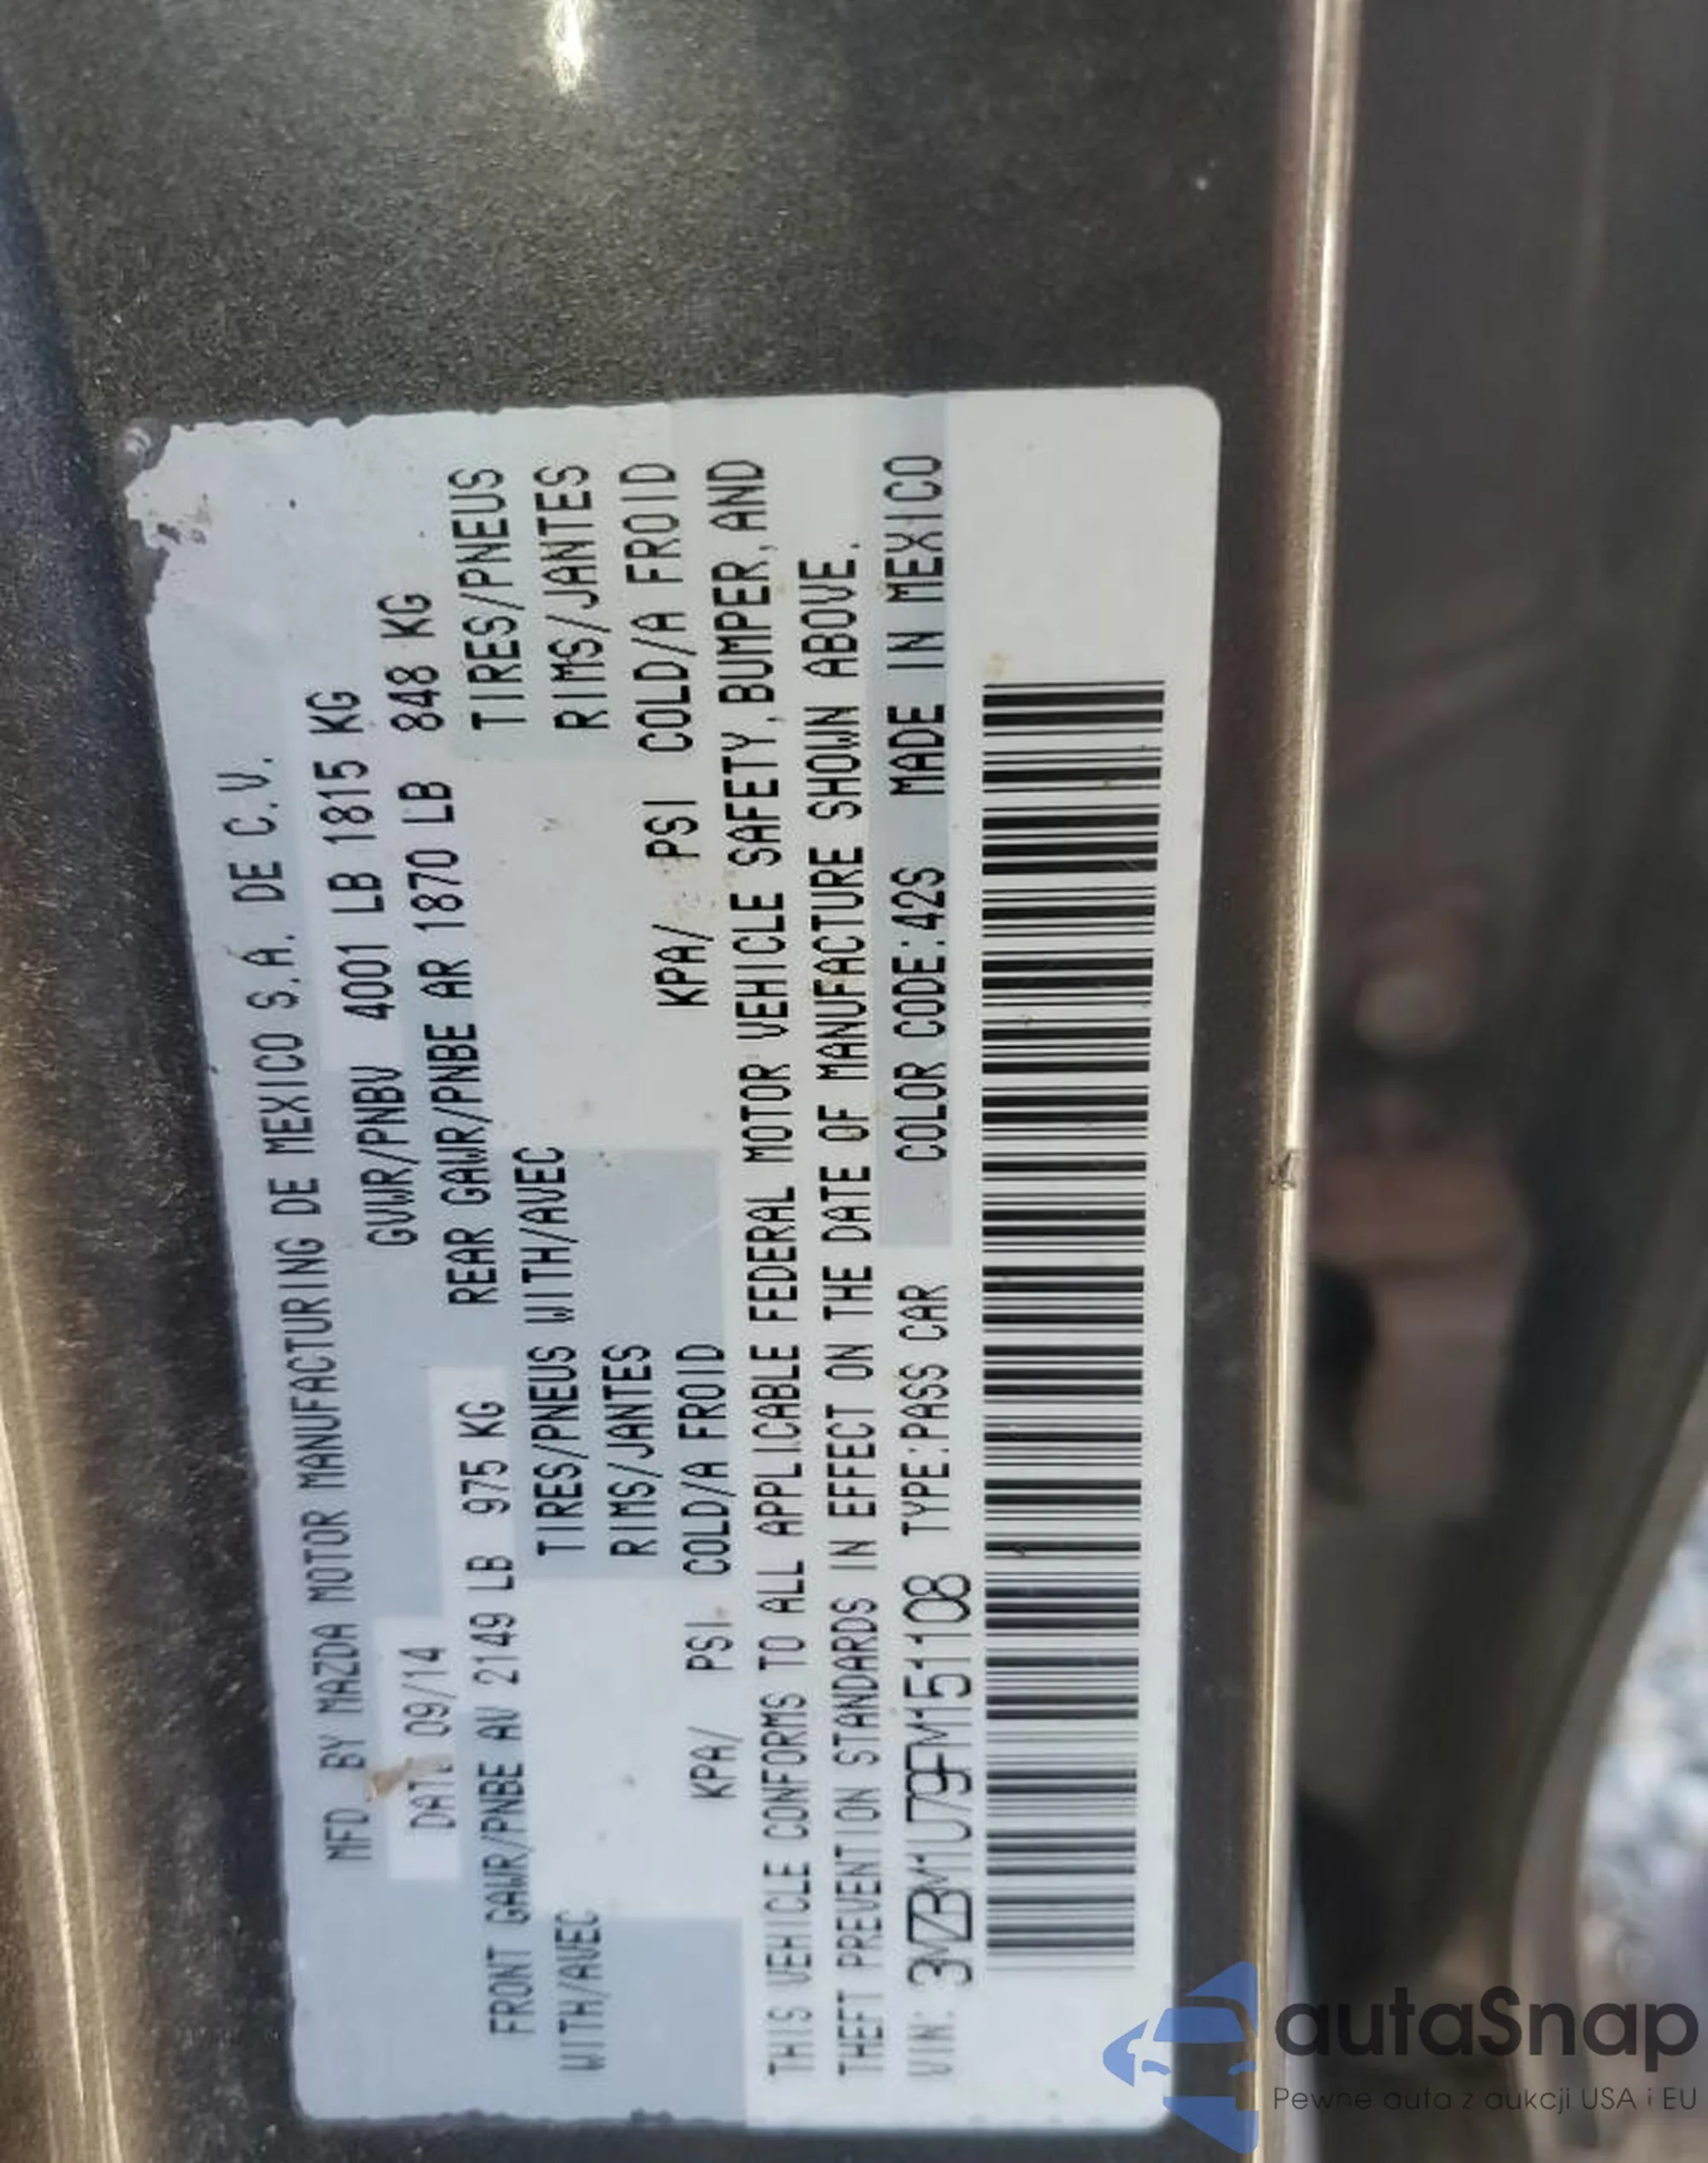 MFD BY MAZDA MOTOR MANUFACTURING DE MEXICO S.A. DE C.V.
DATE 09/14 GVWR/PNBV 4001 LB 1815 KG
FRONT GAWR/PNBE AV 2149 LB 975 KG REAR GAWR/PNBE AR 1870 LB 848 KG
WITH/AVEC TIRES/PNEUS WITH/AVEC TIRES/PNEUS
RIMS/JANTES RIMS/JANTES
KPA/ PSI COLD/A FROID KPA/ PSI COLD/A FROID
THIS VEHICLE CONFORMS TO ALL APPLICABLE FEDERAL MOTOR VEHICLE SAFETY,BUMPER,AND
THEFT PREVENTION STANDARDS IN EFFECT ON THE DATE OF MANUFACTURE SHOWN ABOVE.
VIN: 3MZBM1U79FM151108 TYPE:PASS CAR COLOR CODE:42S MADE IN MEXICO
autaSnap
Pewne auta z aukcji USA i EU